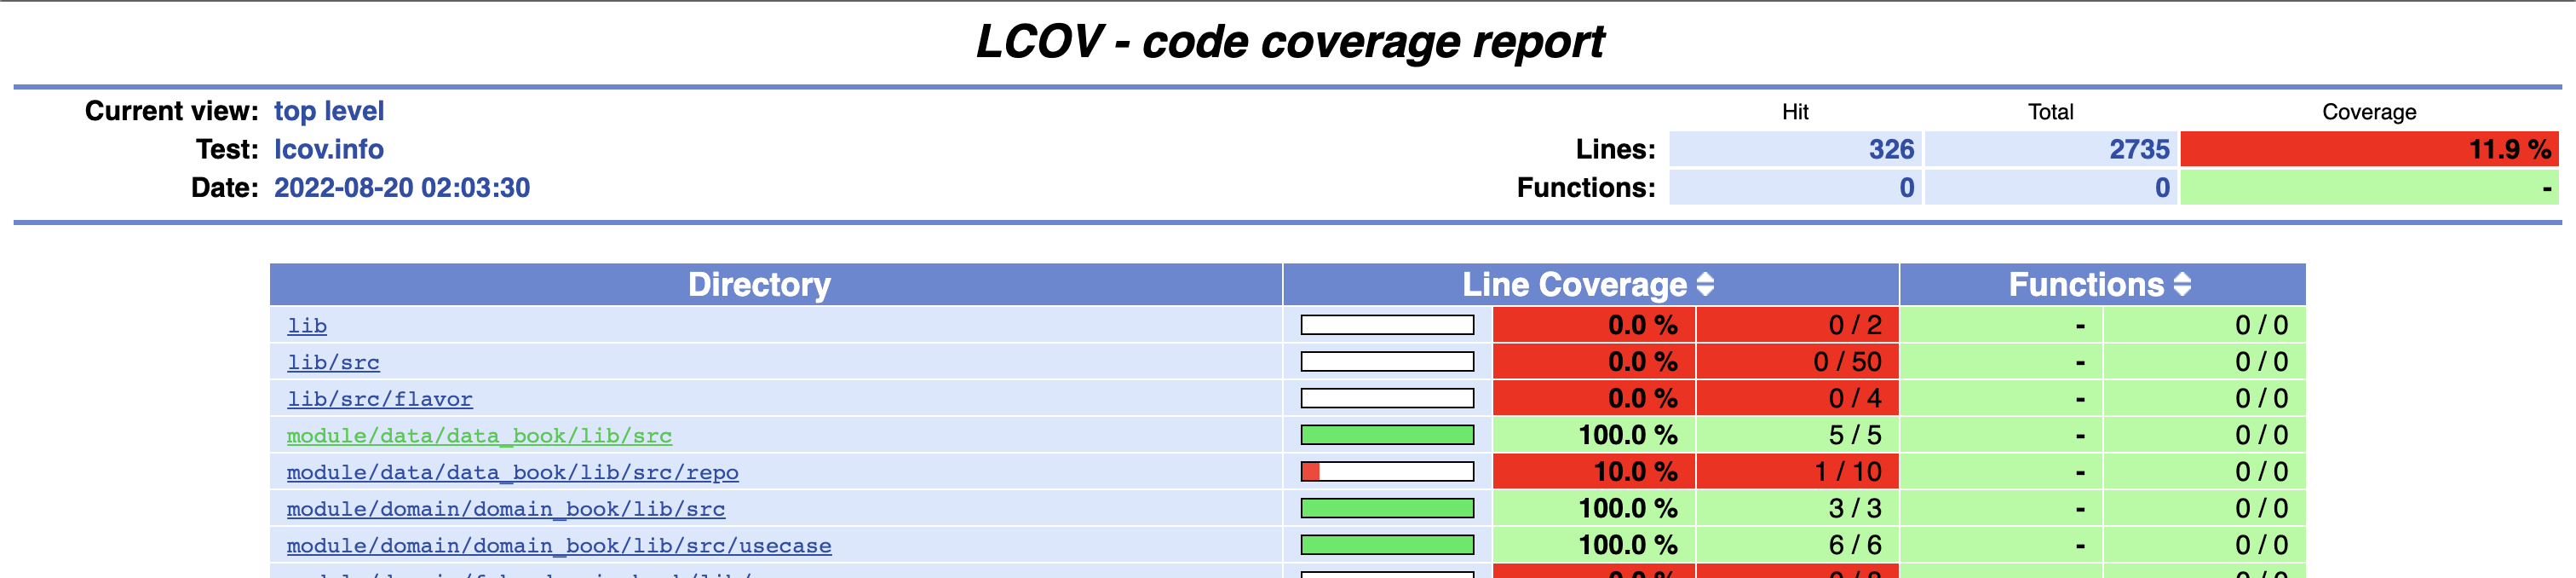 LCOV - code coverage report
Current view: top level
Hit Total Coverage
Test: lcov.info
Lines: 326 2735 11.9 %
Date: 2022-08-20 02:03:30
Functions: 0 0 -
Directory Line Coverage Functions
lib 0.0 % 0 / 2 - 0 / 0
lib/src 0.0 % 0 / 50 - 0 / 0
lib/src/flavor 0.0 % 0 / 4 - 0 / 0
module/data/data_book/lib/src 100.0 % 5 / 5 - 0 / 0
module/data/data_book/lib/src/repo 10.0 % 1 / 10 - 0 / 0
module/domain/domain_book/lib/src 100.0 % 3 / 3 - 0 / 0
module/domain/domain_book/lib/src/usecase 100.0 % 6 / 6 - 0 / 0